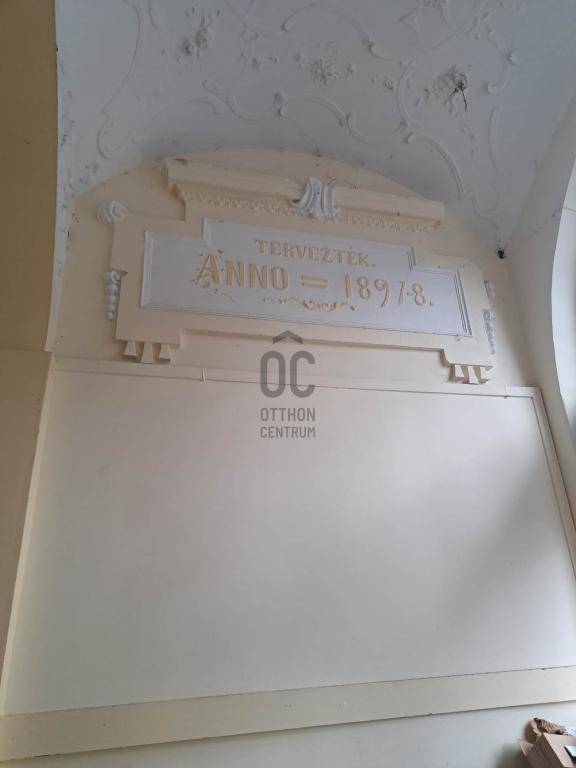 TERVEZTÉK.
ANNO = 1897-8.
OC
OTTHON
CENTRUM